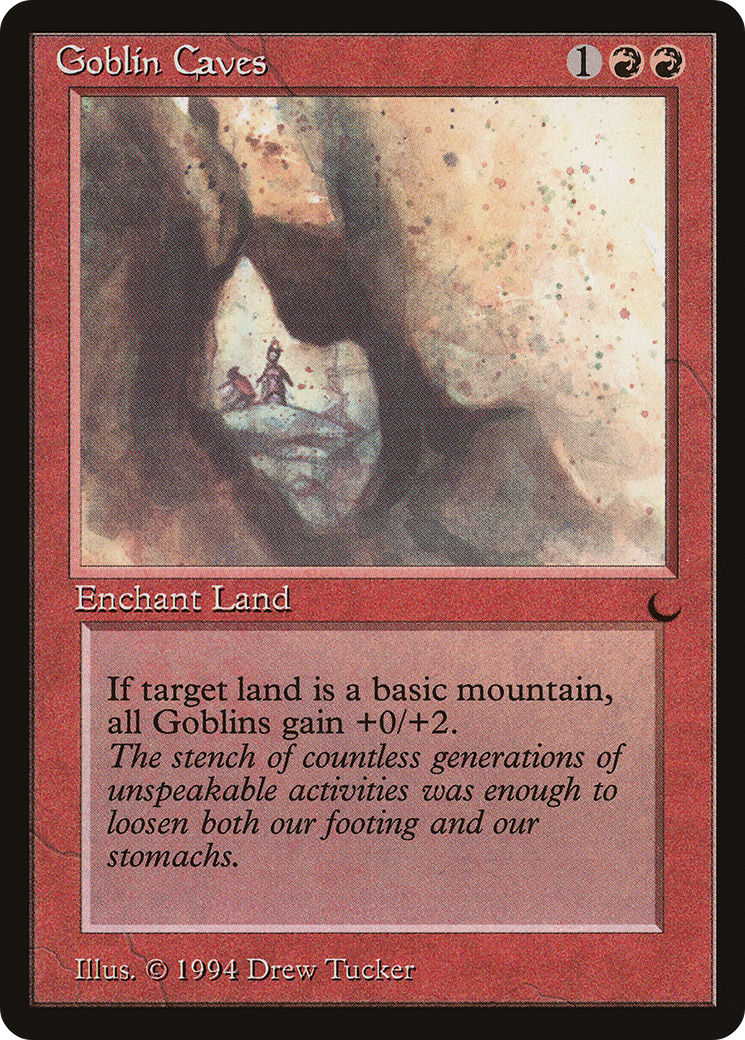 Goblin Caves 1
Enchant Land
If target land is a basic mountain,
all Goblins gain +0/+2.
The stench of countless generations of
unspeakable activities was enough to
loosen both our footing and our
stomachs.
Illus. © 1994 Drew Tucker